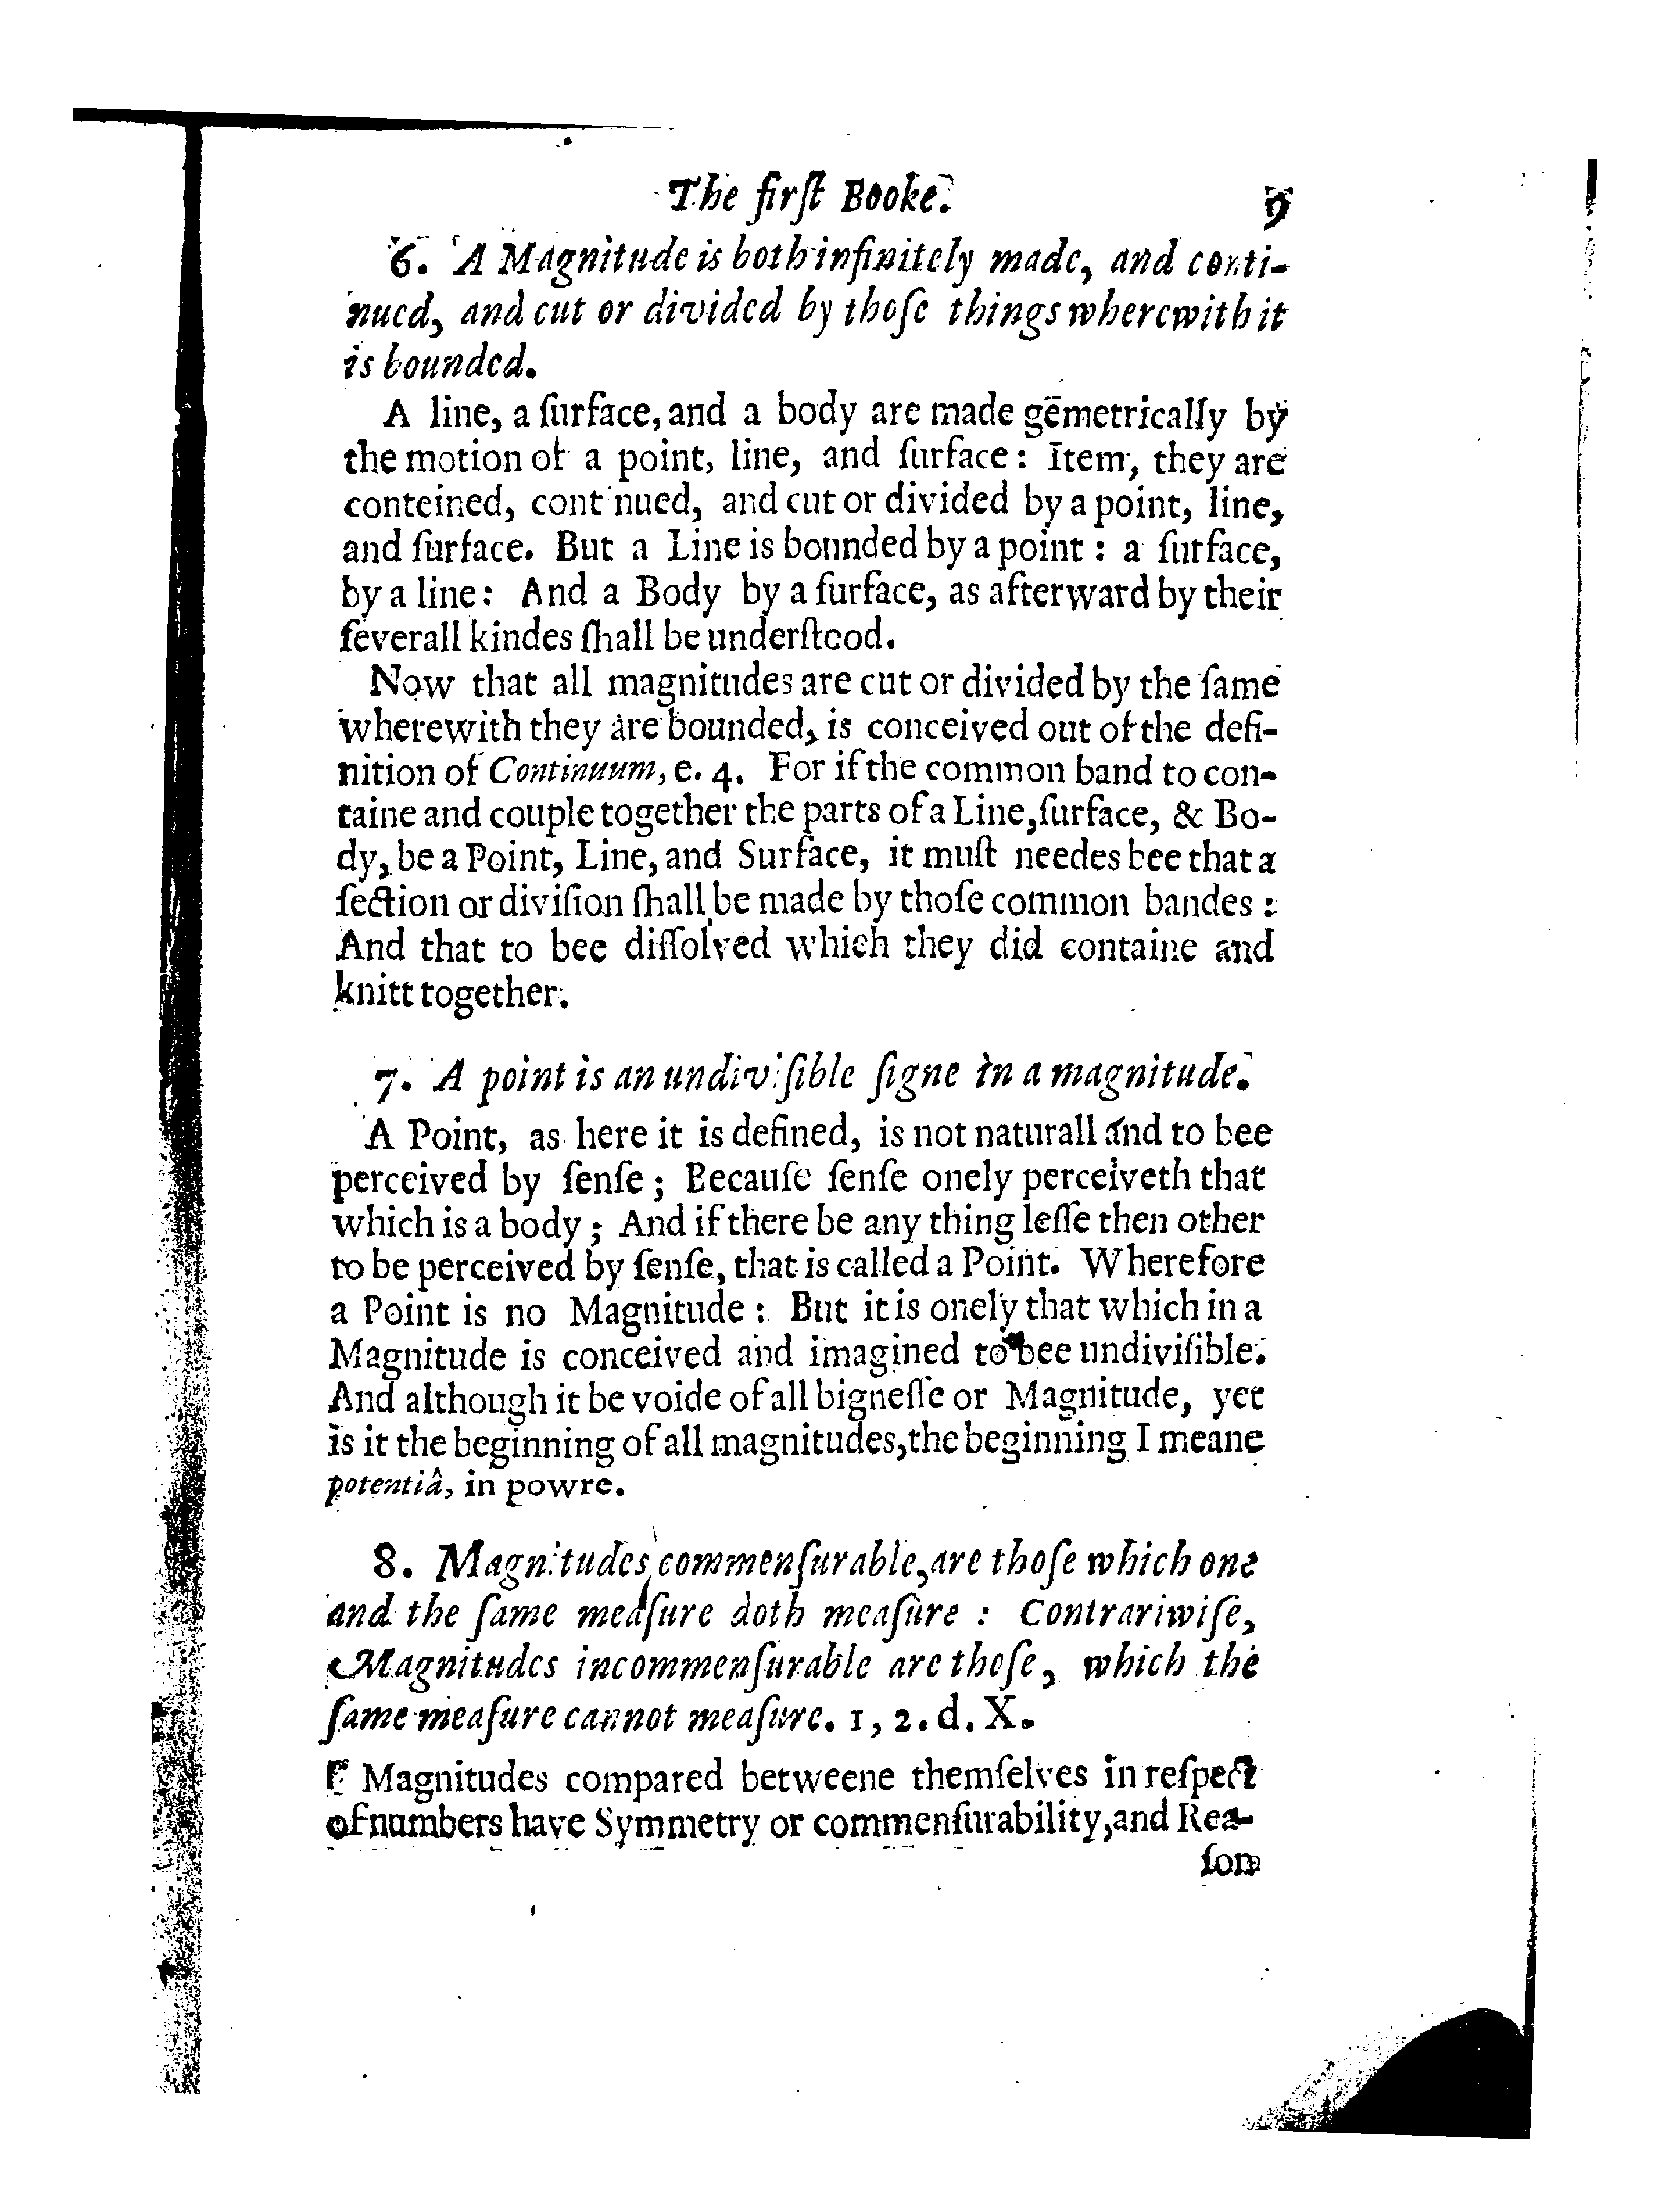 The firſt Booke. 9
6. A Magnitude is both infinitely made, and conti-
nued, and cut or divided by thoſe things wherewith it
is bounded.
A line, a ſurface, and a body are made gēmetrically by
the motion of a point, line, and ſurface: Item, they are
conteined, continued, and cut or divided by a point, line,
and ſurface. But a Line is bonnded by a point: a ſurface,
by a line: And a Body by a ſurface, as afterward by their
ſeverall kindes ſhall be underſtood.
Now that all magnitudes are cut or divided by the ſame
wherewith they are bounded, is conceived out of the defi-
nition of Continuum, e. 4. For if the common band to con-
taine and couple together the parts of a Line, ſurface, & Bo-
dy, be a Point, Line, and Surface, it muſt needes bee that a
ſection or diviſion ſhall be made by thoſe common bandes:
And that to bee diſſolved which they did containe and
knitt together.
7. A point is an undiviſible ſigne in a magnitude.
A Point, as here it is defined, is not naturall and to bee
perceived by ſenſe; Becauſe ſenſe onely perceiveth that
which is a body; And if there be any thing leſſe then other
to be perceived by ſenſe, that is called a Point. Wherefore
a Point is no Magnitude: But it is onely that which in a
Magnitude is conceived and imagined to bee undiviſible.
And although it be voide of all bigneſſe or Magnitude, yet
is it the beginning of all magnitudes, the beginning I meane
potentiâ, in powre.
8. Magnitudes commenſurable, are thoſe which one
and the ſame meaſure doth meaſure: Contrariwiſe,
Magnitudes incommenſurable are thoſe, which the
ſame meaſure cannot meaſure. 1, 2. d. X.
Magnitudes compared betweene themſelves in reſpect
of numbers have Symmetry or commenſurability, and Rea-
ſon